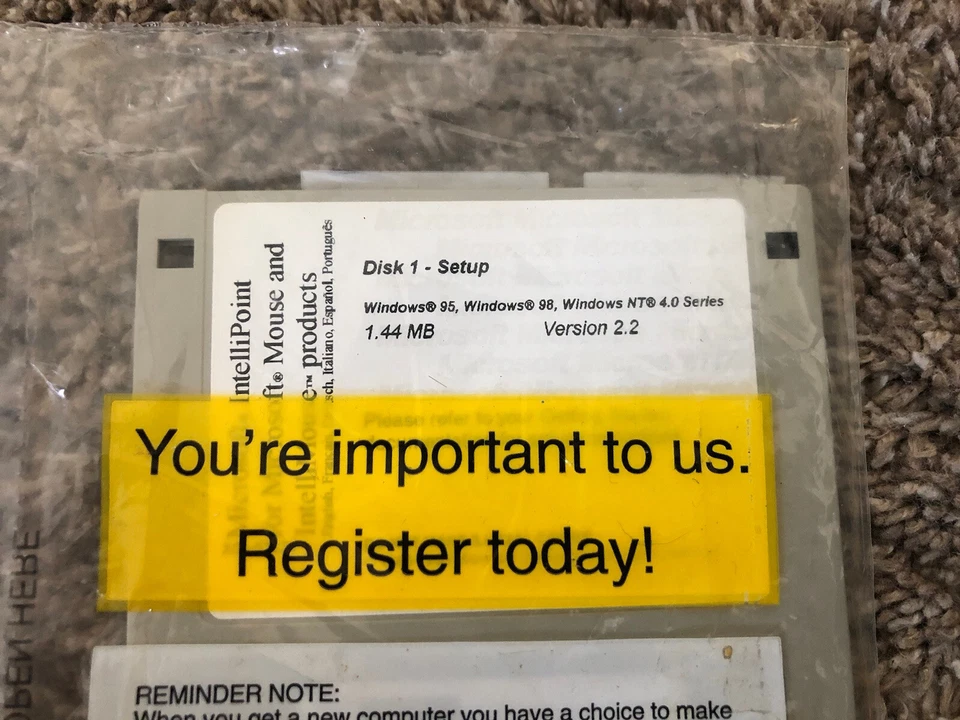 Disk 1 - Setup
Windows® 95, Windows® 98, Windows NT® 4.0 Series
1.44 MB Version 2.2
IntelliPoint
Mouse and
products
Italiano, Español, Português
You're important to us.
Register today!
REMINDER NOTE:
When you get a new computer you have a choice to make
OPEN HERE